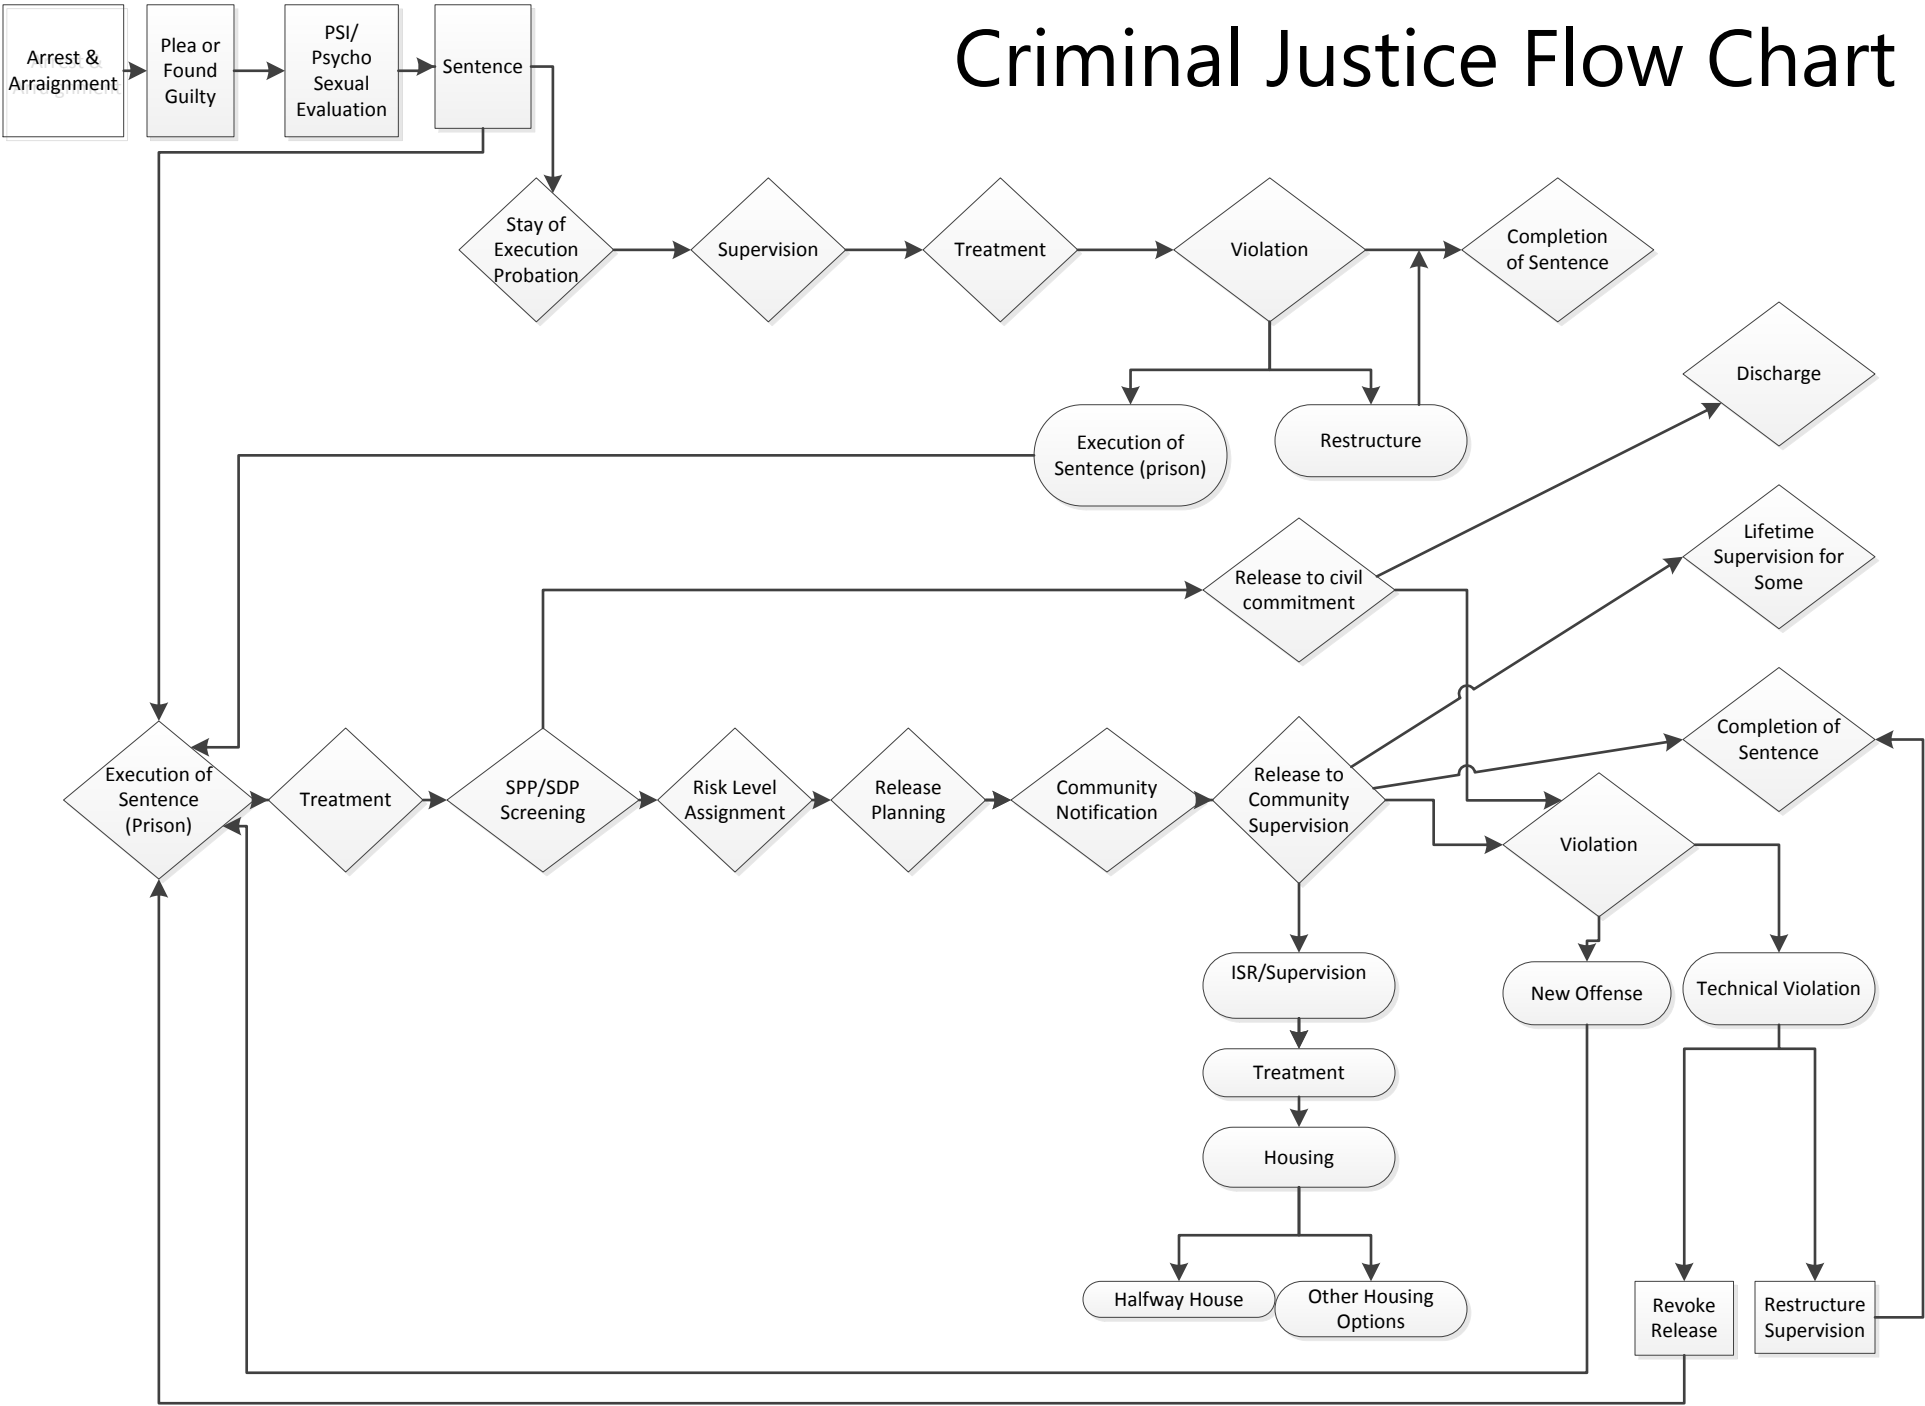 Criminal Justice Flow Chart
Arrest &
Arraignment
Plea or
Found
Guilty
PSI/
Psycho
Sexual
Evaluation
Sentence
Stay of
Execution
Probation
Supervision
Treatment
Violation
Completion
of Sentence
Discharge
Execution of
Sentence (prison)
Restructure
Release to civil
commitment
Lifetime
Supervision for
Some
Completion of
Sentence
Execution of
Sentence
(Prison)
Treatment
SPP/SDP
Screening
Risk Level
Assignment
Release
Planning
Community
Notification
Release to
Community
Supervision
Violation
ISR/Supervision
New Offense
Technical Violation
Treatment
Housing
Halfway House
Other Housing
Options
Revoke
Release
Restructure
Supervision